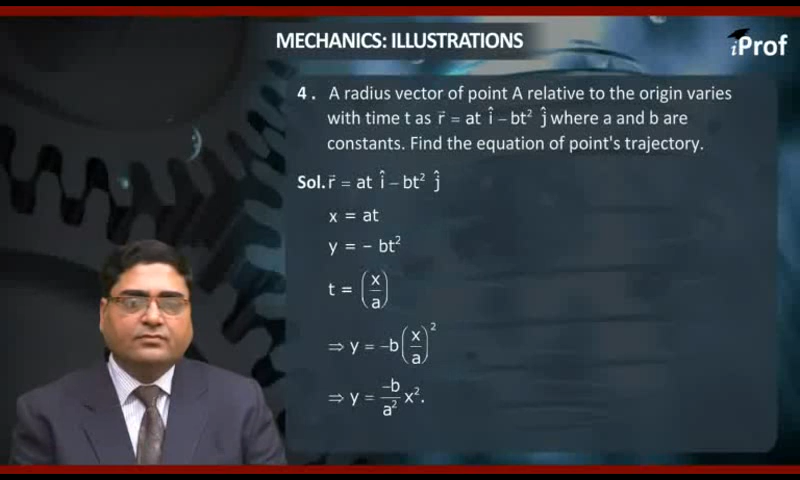 MECHANICS: ILLUSTRATIONS
iProf
4 . A radius vector of point A relative to the origin varies
with time t as r⃗ = at î – bt² ĵ where a and b are
constants. Find the equation of point's trajectory.
Sol. r⃗ = at î – bt² ĵ
x = at
y = – bt²
t = (x/a)
⇒ y = –b(x/a)²
⇒ y = –b/a² x².